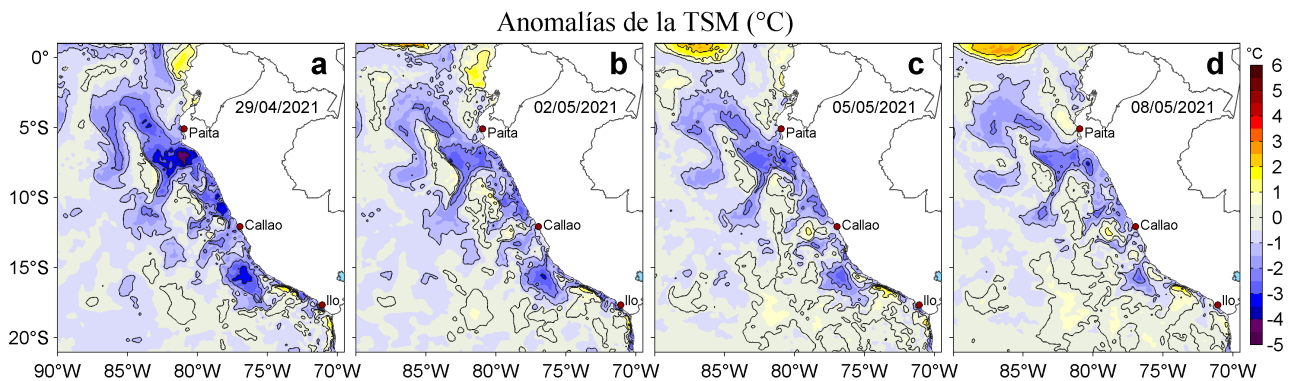 Anomalías de la TSM (°C)
a
29/04/2021
Paita
Callao
Ilo
b
02/05/2021
Paita
Callao
Ilo
c
05/05/2021
Paita
Callao
Ilo
d
08/05/2021
Paita
Callao
Ilo
0°
5°S
10°S
15°S
20°S
90°W 85°W 80°W 75°W 70°W 85°W 80°W 75°W 70°W 85°W 80°W 75°W 70°W 85°W 80°W 75°W 70°W
°C
6
5
4
3
2
1
0
-1
-2
-3
-4
-5